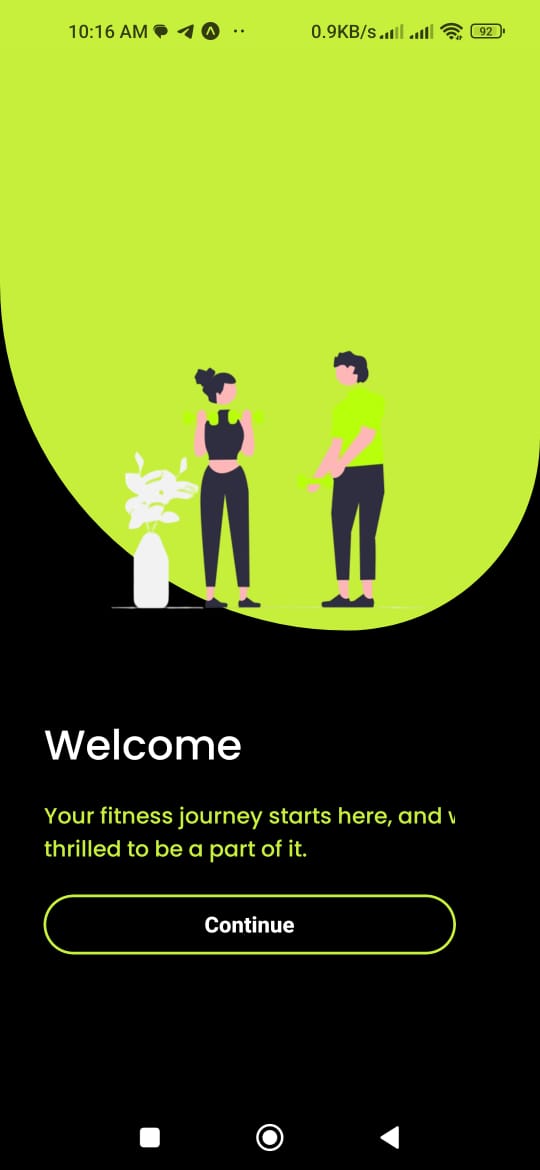 10:16 AM
0.9KB/s
92
Welcome
Your fitness journey starts here, and
thrilled to be a part of it.
Continue